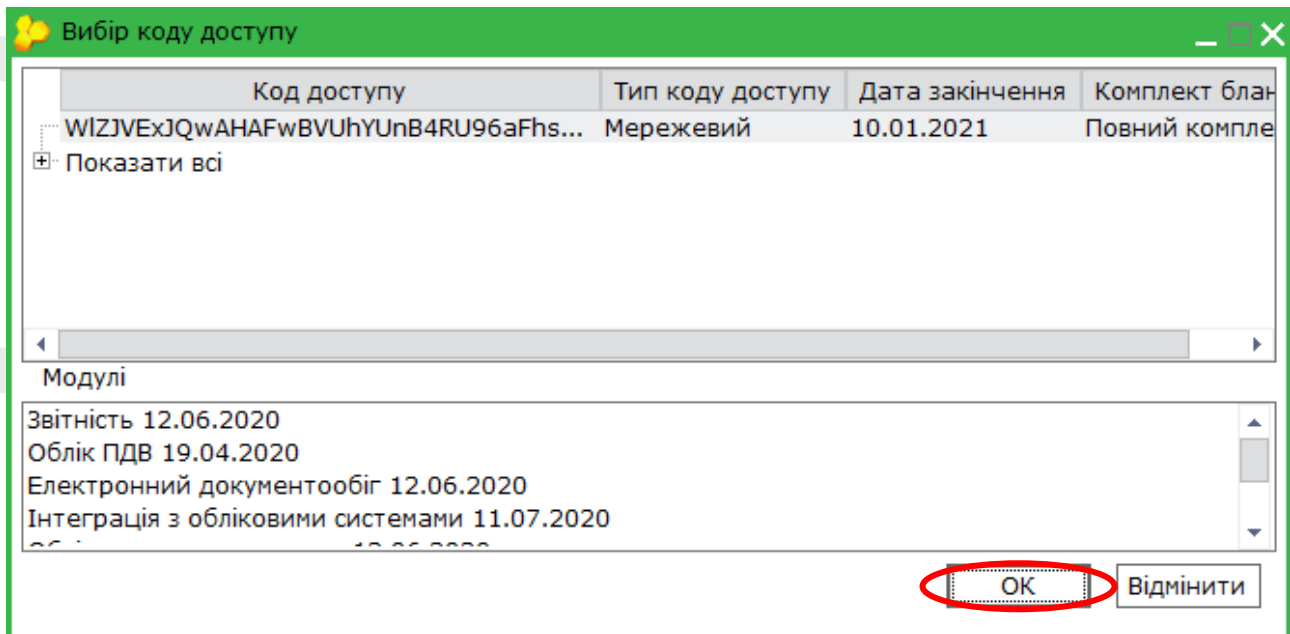 Вибір коду доступу
Код доступу Тип коду доступу Дата закінчення Комплект блан
WlZJVExJQwAHAFwBVUhYUnB4RU96aFhs... Мережевий 10.01.2021 Повний компле
Показати всі
Модулі
Звітність 12.06.2020
Облік ПДВ 19.04.2020
Електронний документообіг 12.06.2020
Інтеграція з обліковими системами 11.07.2020
ОК Відмінити